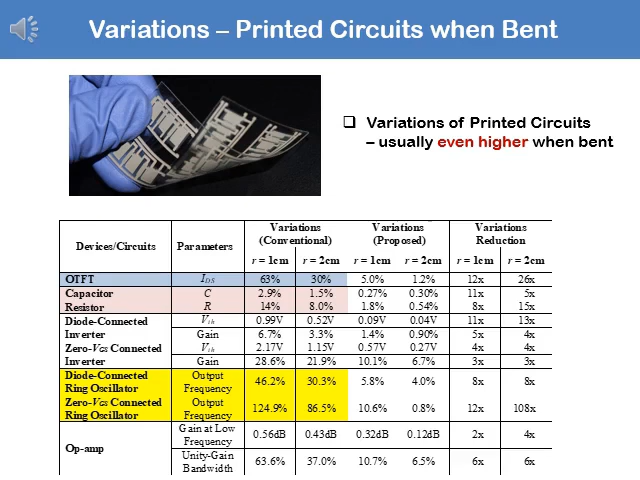 Variations – Printed Circuits when Bent
❑ Variations of Printed Circuits
– usually even higher when bent
Devices/Circuits Parameters Variations (Conventional) Variations (Proposed) Variations Reduction
r = 1cm r = 2cm r = 1cm r = 2cm r = 1cm r = 2cm
OTFT I_DS 63% 30% 5.0% 1.2% 12x 26x
Capacitor C 2.9% 1.5% 0.27% 0.30% 11x 5x
Resistor R 14% 8.0% 1.8% 0.54% 8x 15x
Diode-Connected V_th 0.99V 0.52V 0.09V 0.04V 11x 13x
Inverter Gain 6.7% 3.3% 1.4% 0.90% 5x 4x
Zero-V_GS Connected V_th 2.17V 1.15V 0.57V 0.27V 4x 4x
Inverter Gain 28.6% 21.9% 10.1% 6.7% 3x 3x
Diode-Connected Ring Oscillator Output Frequency 46.2% 30.3% 5.8% 4.0% 8x 8x
Zero-V_GS Connected Ring Oscillator Output Frequency 124.9% 86.5% 10.6% 0.8% 12x 108x
Op-amp Gain at Low Frequency 0.56dB 0.43dB 0.32dB 0.12dB 2x 4x
Unity-Gain Bandwidth 63.6% 37.0% 10.7% 6.5% 6x 6x